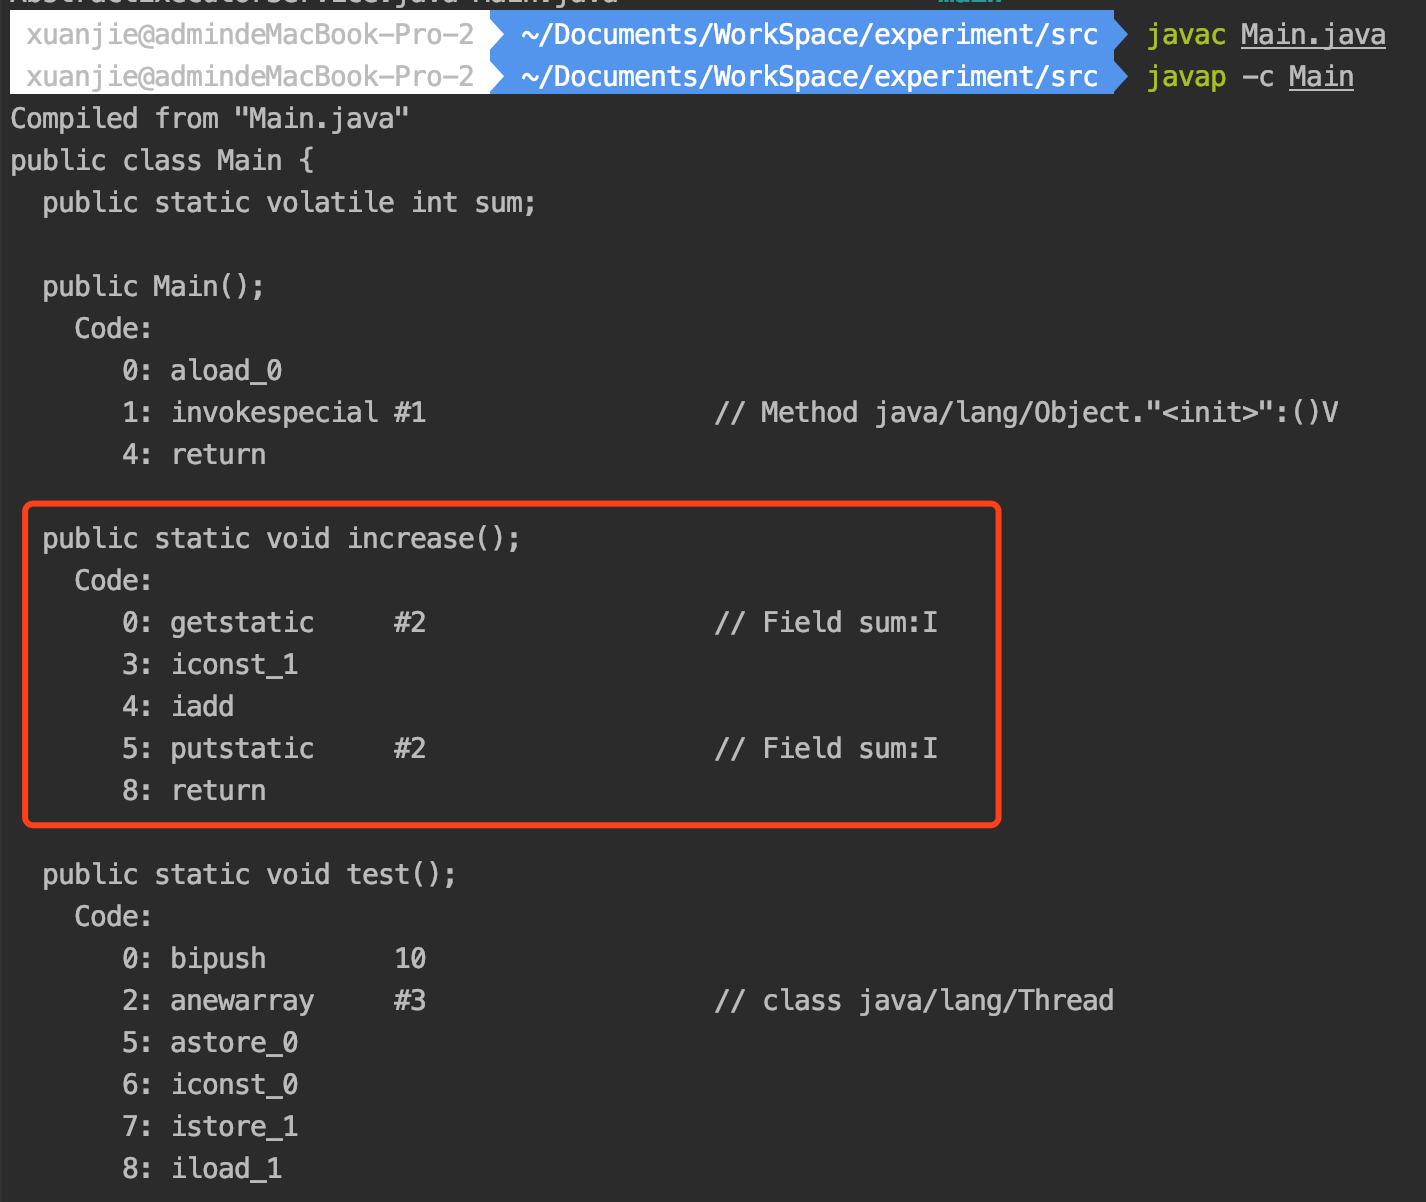 xuanjie@admindeMacBook-Pro-2 ~/Documents/WorkSpace/experiment/src javac Main.java
xuanjie@admindeMacBook-Pro-2 ~/Documents/WorkSpace/experiment/src javap -c Main
Compiled from "Main.java"
public class Main {
  public static volatile int sum;
  public Main();
    Code:
       0: aload_0
       1: invokespecial #1                  // Method java/lang/Object."<init>":()V
       4: return
  public static void increase();
    Code:
       0: getstatic     #2                  // Field sum:I
       3: iconst_1
       4: iadd
       5: putstatic     #2                  // Field sum:I
       8: return
  public static void test();
    Code:
       0: bipush        10
       2: anewarray     #3                  // class java/lang/Thread
       5: astore_0
       6: iconst_0
       7: istore_1
       8: iload_1